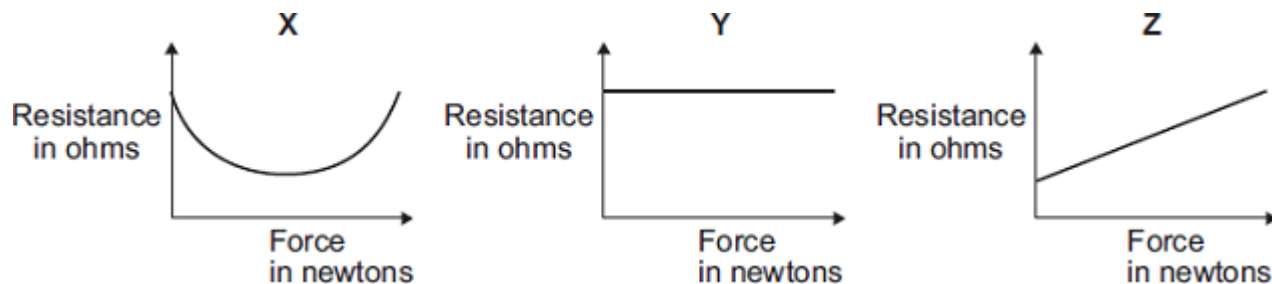 X
Resistance
in ohms
Force
in newtons
Y
Resistance
in ohms
Force
in newtons
Z
Resistance
in ohms
Force
in newtons